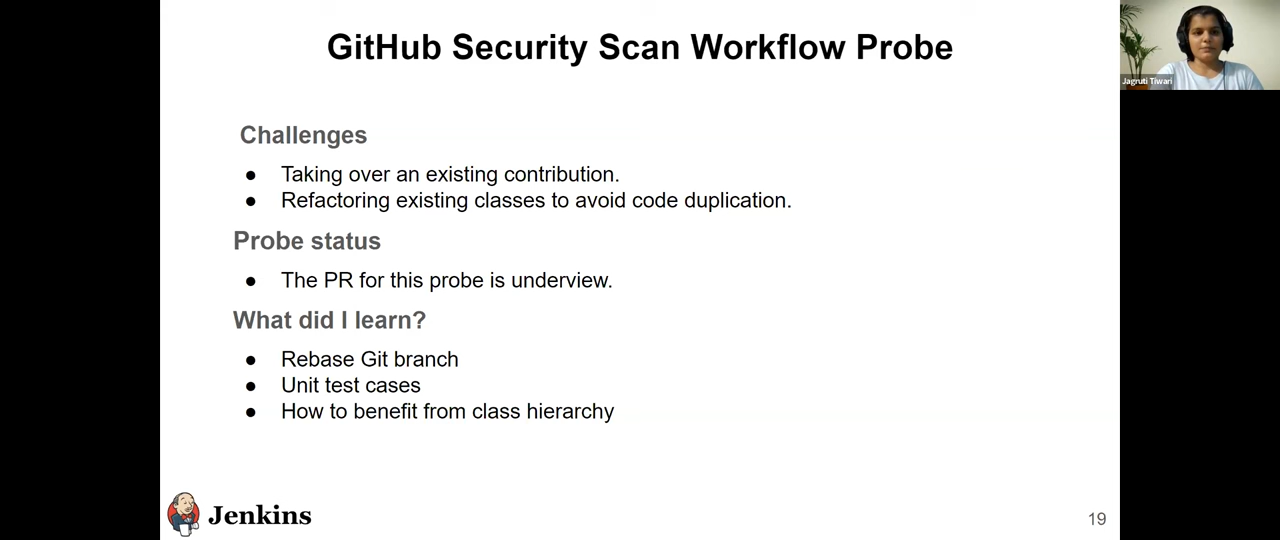 GitHub Security Scan Workflow Probe
Jagruti Tiwari
Challenges
● Taking over an existing contribution.
● Refactoring existing classes to avoid code duplication.
Probe status
● The PR for this probe is underview.
What did I learn?
● Rebase Git branch
● Unit test cases
● How to benefit from class hierarchy
Jenkins
19